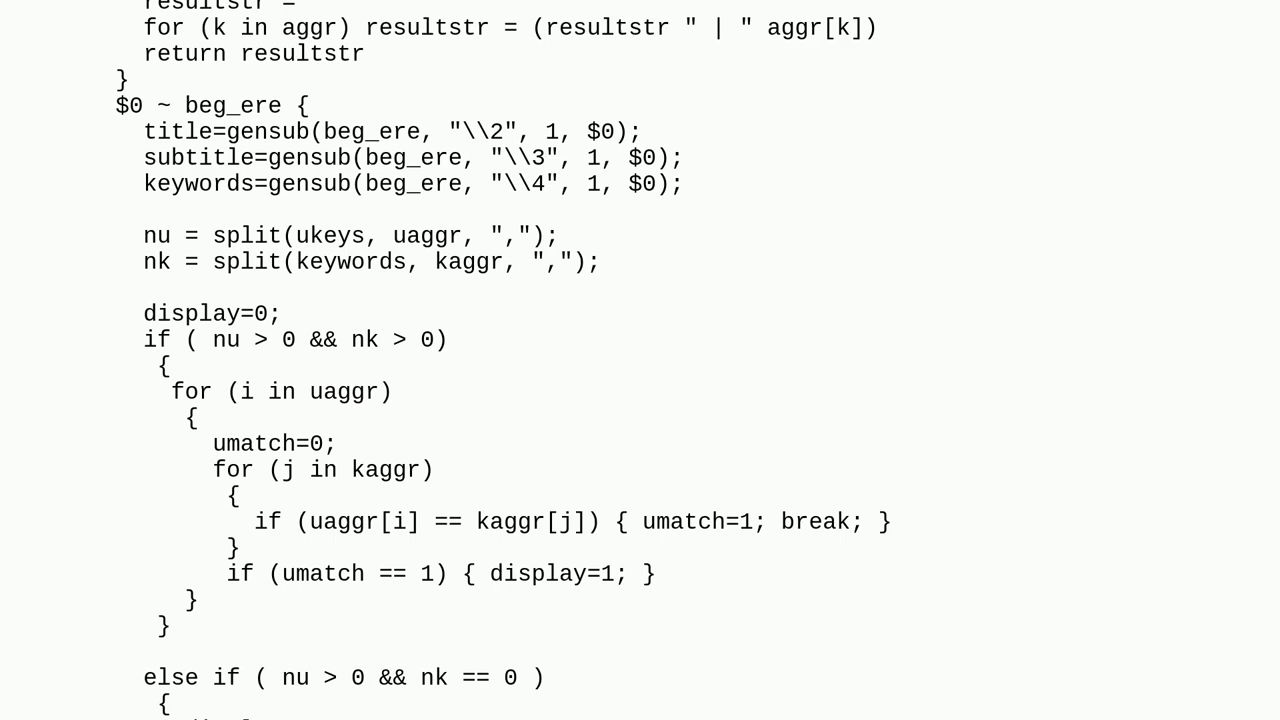 resultstr =
for (k in aggr) resultstr = (resultstr " | " aggr[k])
return resultstr
}
$0 ~ beg_ere {
title=gensub(beg_ere, "\\2", 1, $0);
subtitle=gensub(beg_ere, "\\3", 1, $0);
keywords=gensub(beg_ere, "\\4", 1, $0);
nu = split(ukeys, uaggr, ",");
nk = split(keywords, kaggr, ",");
display=0;
if ( nu > 0 && nk > 0)
{
for (i in uaggr)
{
umatch=0;
for (j in kaggr)
{
if (uaggr[i] == kaggr[j]) { umatch=1; break; }
}
if (umatch == 1) { display=1; }
}
}
else if ( nu > 0 && nk == 0 )
{